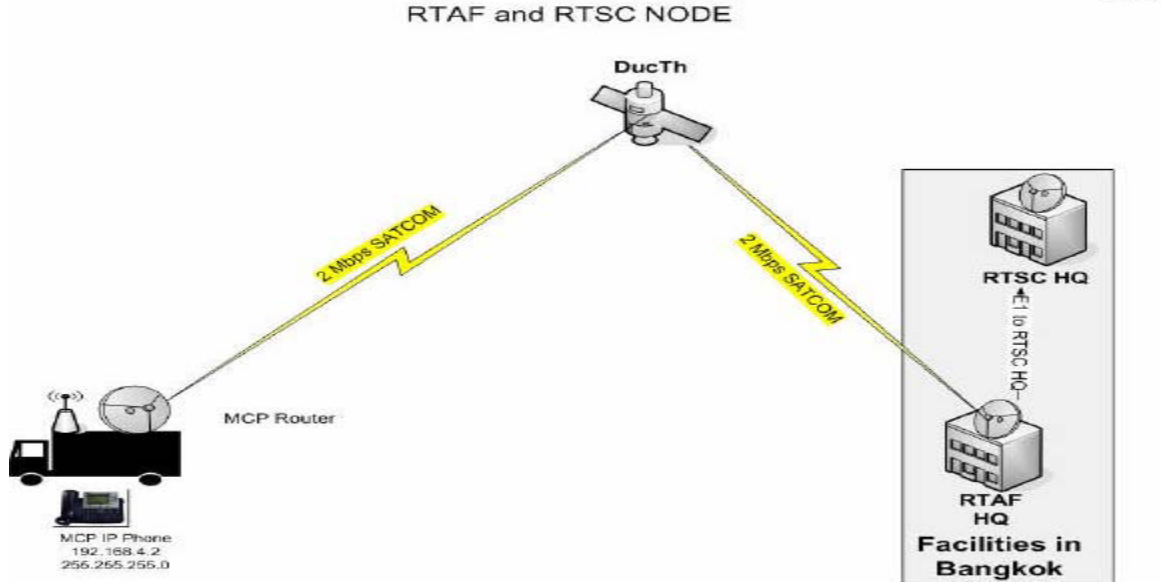 RTAF and RTSC NODE
DucTh
2 Mbps SATCOM
2 Mbps SATCOM
RTSC HQ
E1 to RTSC HQ
MCP Router
RTAF
HQ
MCP IP Phone
192.168.4.2
255.255.255.0
Facilities in
Bangkok